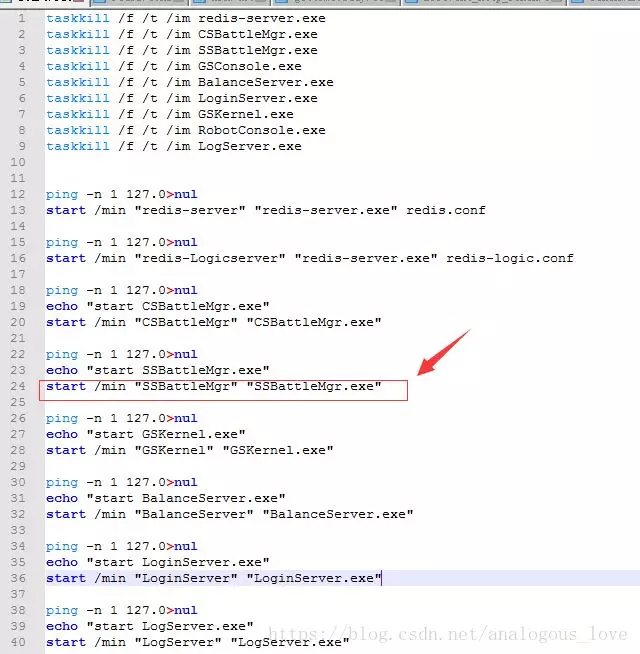 1 taskkill /f /t /im redis-server.exe
2 taskkill /f /t /im CSBattleMgr.exe
3 taskkill /f /t /im SSBattleMgr.exe
4 taskkill /f /t /im GSConsole.exe
5 taskkill /f /t /im BalanceServer.exe
6 taskkill /f /t /im LoginServer.exe
7 taskkill /f /t /im GSKernel.exe
8 taskkill /f /t /im RobotConsole.exe
9 taskkill /f /t /im LogServer.exe
10
11
12 ping -n 1 127.0>nul
13 start /min "redis-server" "redis-server.exe" redis.conf
14
15 ping -n 1 127.0>nul
16 start /min "redis-Logicserver" "redis-server.exe" redis-logic.conf
17
18 ping -n 1 127.0>nul
19 echo "start CSBattleMgr.exe"
20 start /min "CSBattleMgr" "CSBattleMgr.exe"
21
22 ping -n 1 127.0>nul
23 echo "start SSBattleMgr.exe"
24 start /min "SSBattleMgr" "SSBattleMgr.exe"
25
26 ping -n 1 127.0>nul
27 echo "start GSKernel.exe"
28 start /min "GSKernel" "GSKernel.exe"
29
30 ping -n 1 127.0>nul
31 echo "start BalanceServer.exe"
32 start /min "BalanceServer" "BalanceServer.exe"
33
34 ping -n 1 127.0>nul
35 echo "start LoginServer.exe"
36 start /min "LoginServer" "LoginServer.exe"
37
38 ping -n 1 127.0>nul
39 echo "start LogServer.exe"
40 start /min "LogServer" "LogServer.exe"
https://blog.csdn.net/analogous_love